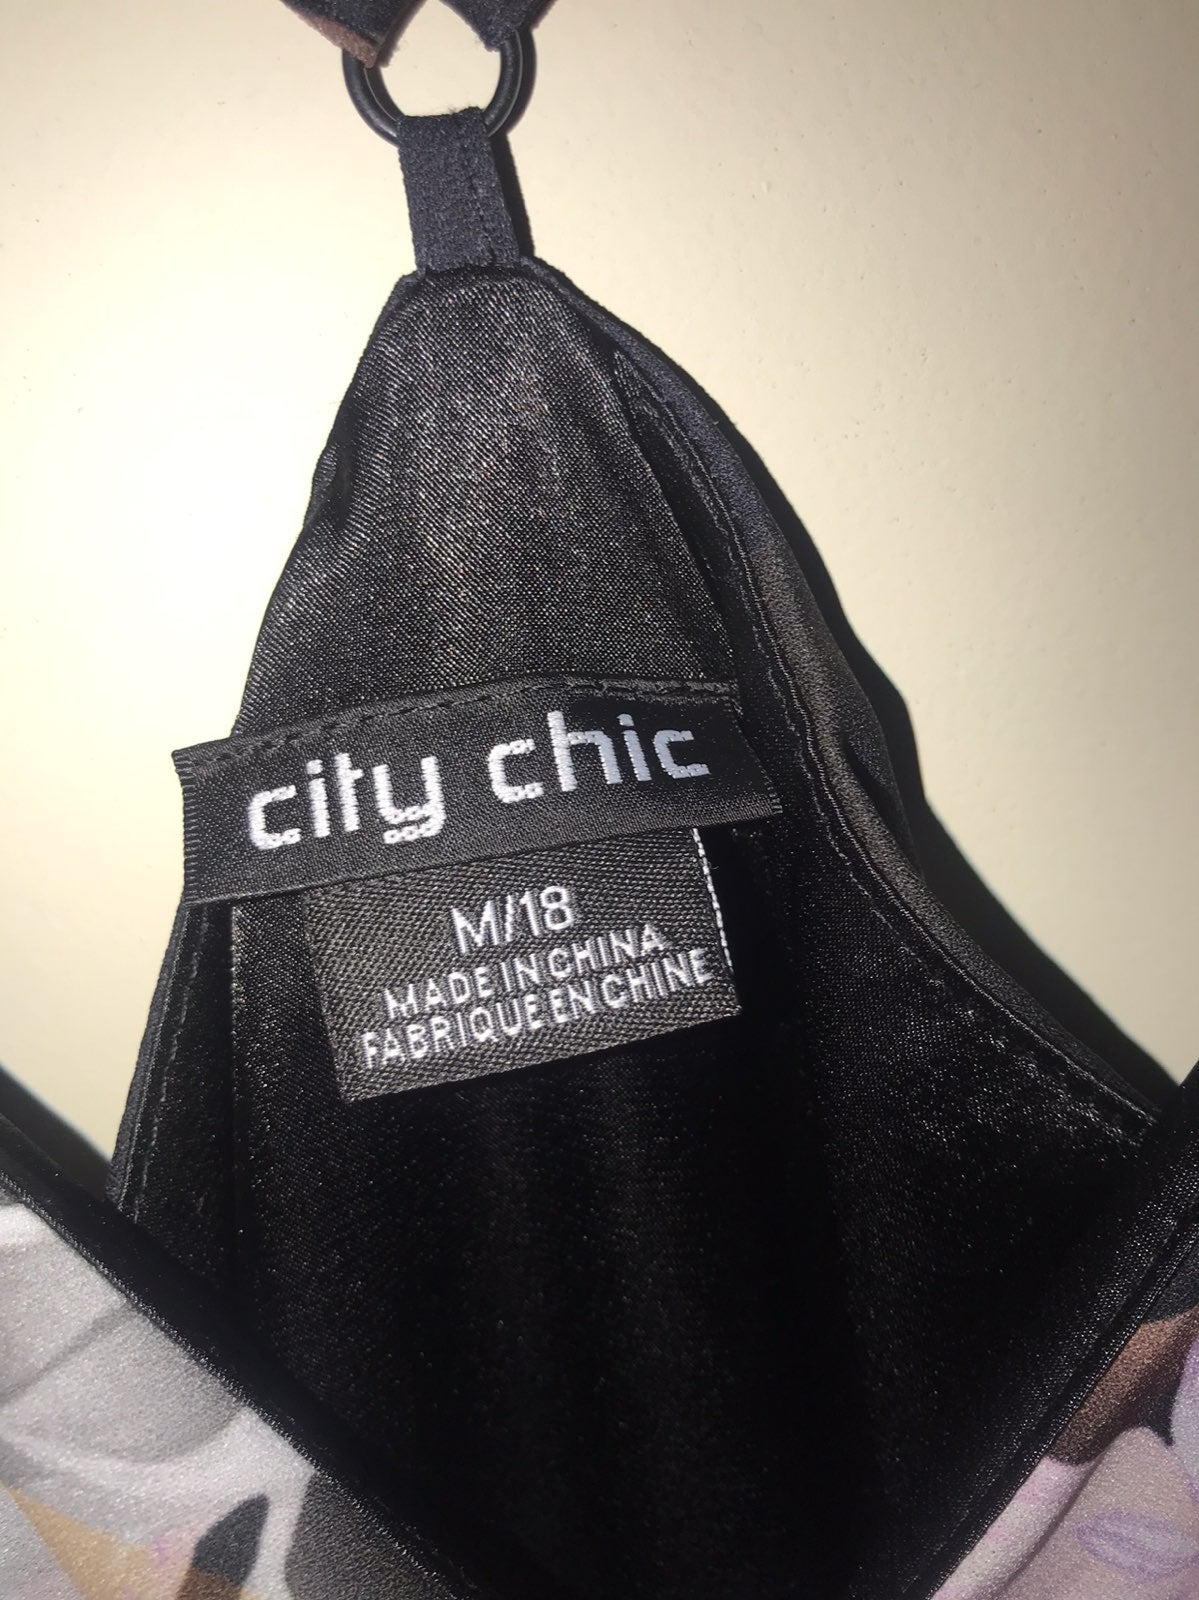 city chic
M/18
MADE IN CHINA
FABRIQUE EN CHINE